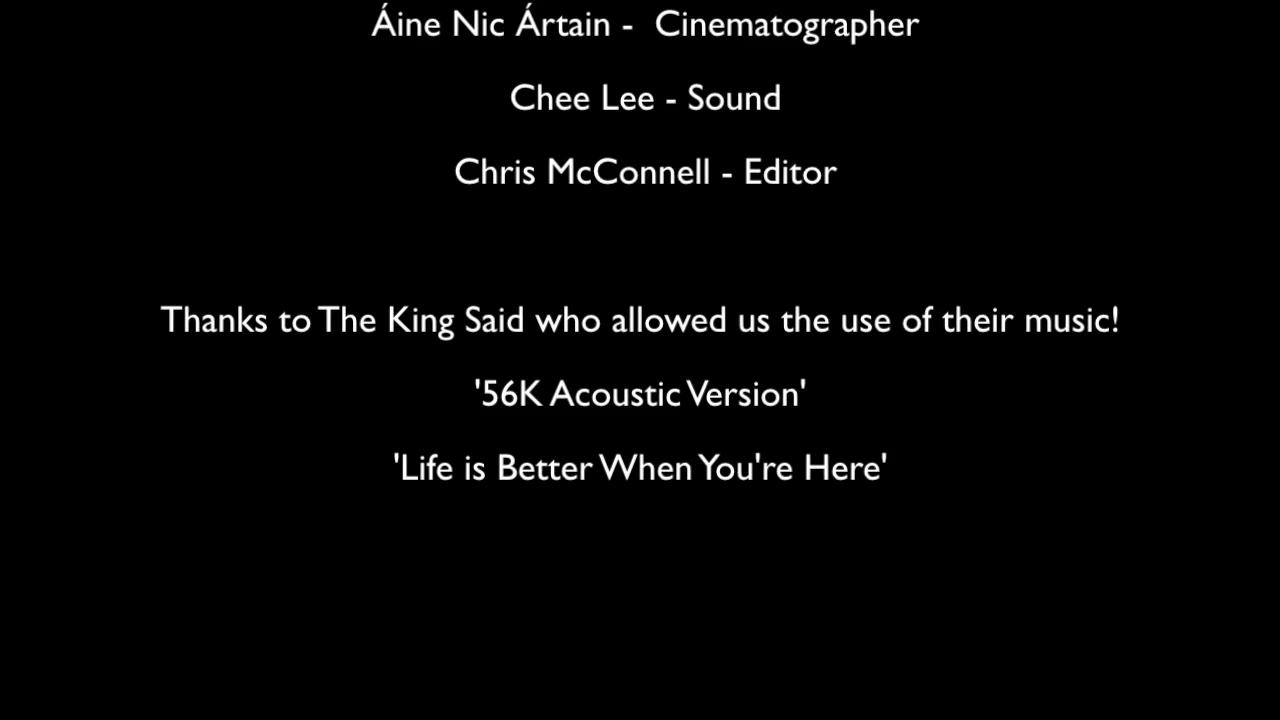 Áine Nic Ártain -  Cinematographer
Chee Lee - Sound
Chris McConnell - Editor
Thanks to The King Said who allowed us the use of their music!
'56K Acoustic Version'
'Life is Better When You're Here'